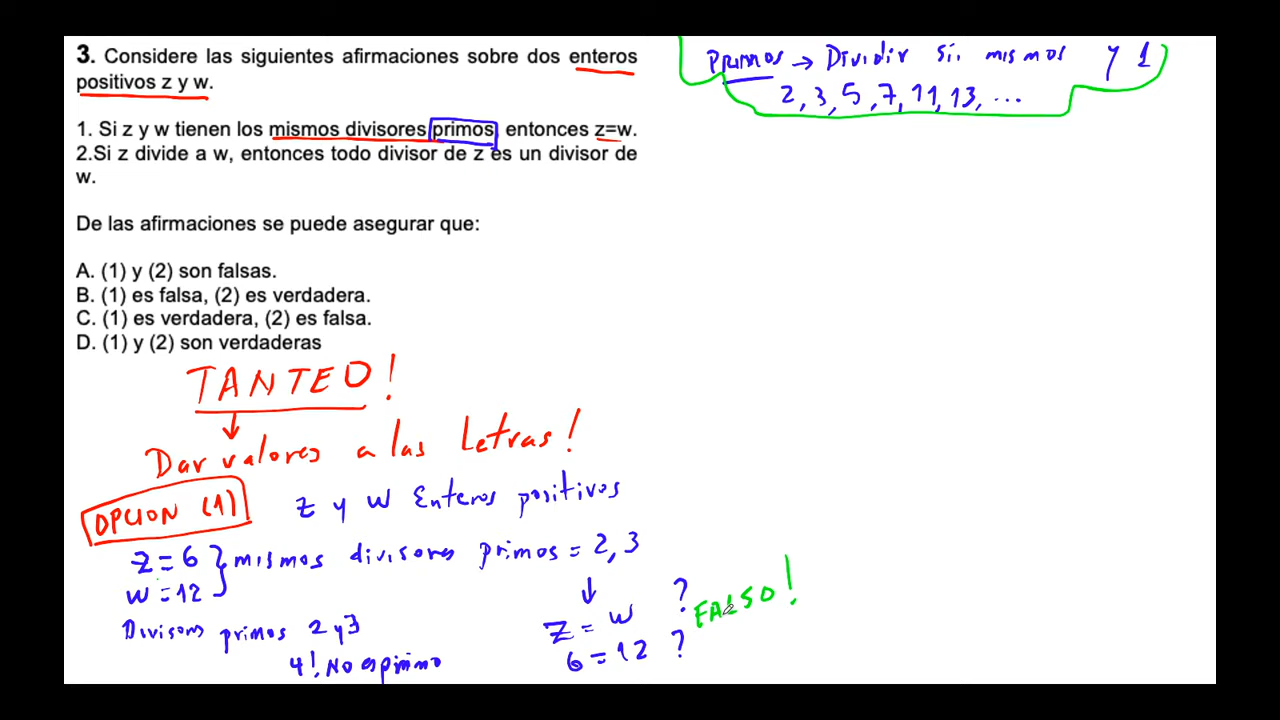 3. Considere las siguientes afirmaciones sobre dos enteros
positivos z y w.
1. Si z y w tienen los mismos divisores primos, entonces z=w.
2.Si z divide a w, entonces todo divisor de z es un divisor de
w.
De las afirmaciones se puede asegurar que:
A. (1) y (2) son falsas.
B. (1) es falsa, (2) es verdadera.
C. (1) es verdadera, (2) es falsa.
D. (1) y (2) son verdaderas
PRIMOS → Dividir sii mismos y 1
2, 3, 5, 7, 11, 13, ...
TANTEO!
Dar valores a las Letras!
OPCION (1)
z y w Enteros positivos
z = 6
w = 12
mismos divisores primos = 2, 3
Divisors primos 2 y 3
4! No es primo
z = w ?
6 = 12 ?
FALSO!